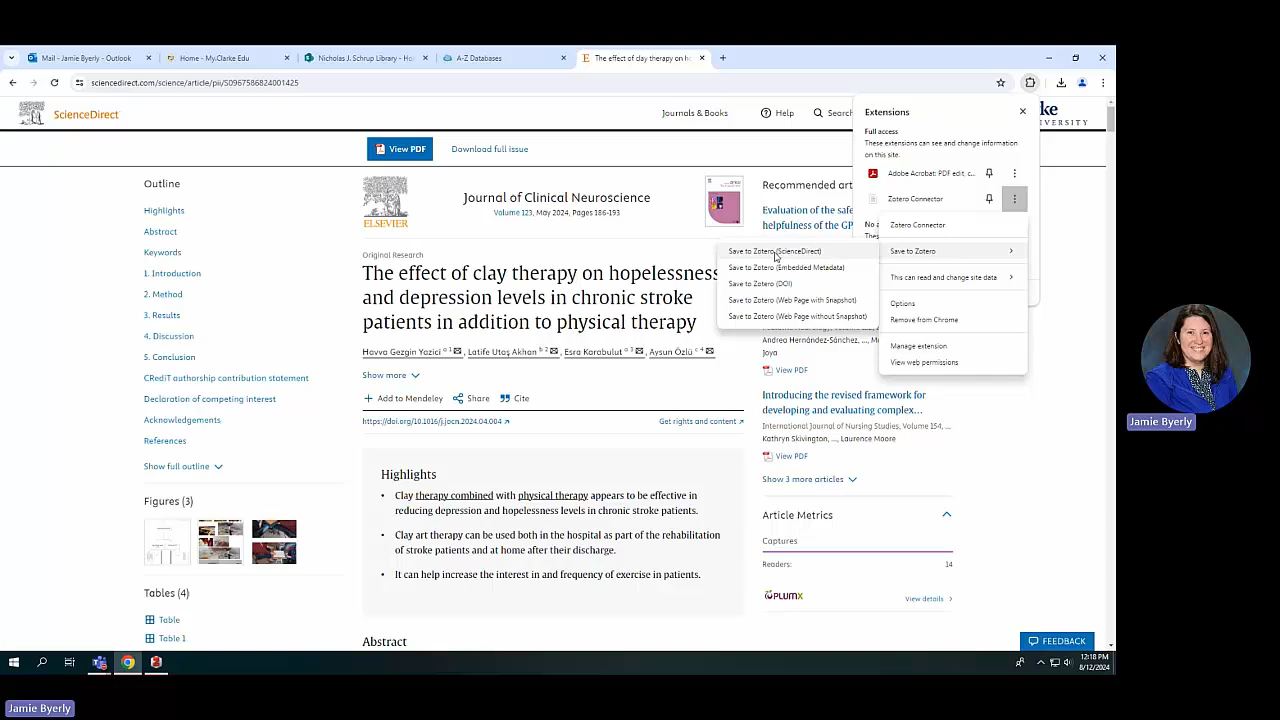 Mail - Jamie Byerly - Outlook
Home - My.Clarke Edu
Nicholas J. Schrup Library - Ho
A-Z Databases
The effect of clay therapy on ho
sciencedirect.com/science/article/pii/S0967586824001425
ScienceDirect
Journals & Books
Help
Search
ke
VERSITY
View PDF
Download full issue
Outline
Highlights
Abstract
Keywords
1. Introduction
2. Method
3. Results
4. Discussion
5. Conclusion
CRediT authorship contribution statement
Declaration of competing interest
Acknowledgements
References
Show full outline
Figures (3)
Tables (4)
Table
Table 1
ELSEVIER
Journal of Clinical Neuroscience
Volume 123, May 2024, Pages 186-193
Original Research
The effect of clay therapy on hopelessness
and depression levels in chronic stroke
patients in addition to physical therapy
Havva Gezgin Yazici a 1, Latife Utaş Akhan b 2, Esra Karabulut a 3, Aysun Özlü c 4
Show more
Add to Mendeley
Share
Cite
https://doi.org/10.1016/j.jocn.2024.04.004
Get rights and content
Highlights
• Clay therapy combined with physical therapy appears to be effective in
reducing depression and hopelessness levels in chronic stroke patients.
• Clay art therapy can be used both in the hospital as part of the rehabilitation
of stroke patients and at home after their discharge.
• It can help increase the interest in and frequency of exercise in patients.
Abstract
Recommended art
Evaluation of the safe
helpfulness of the GP
Andrea Hernández-Sánchez, ..., M
Joya
View PDF
Introducing the revised framework for
developing and evaluating complex...
International Journal of Nursing Studies, Volume 154, ...
Kathryn Skivington, ..., Laurence Moore
View PDF
Show 3 more articles
Article Metrics
Captures
Readers: 14
PLUMX
View details
FEEDBACK
Extensions
Full access
These extensions can see and change information
on this site.
Adobe Acrobat: PDF edit, c...
Zotero Connector
No a
Thes
Zotero Connector
Save to Zotero
This can read and change site data
Options
Remove from Chrome
Manage extension
View web permissions
Save to Zotero (ScienceDirect)
Save to Zotero (Embedded Metadata)
Save to Zotero (DOI)
Save to Zotero (Web Page with Snapshot)
Save to Zotero (Web Page without Snapshot)
12:18 PM
8/12/2024
Jamie Byerly
Jamie Byerly